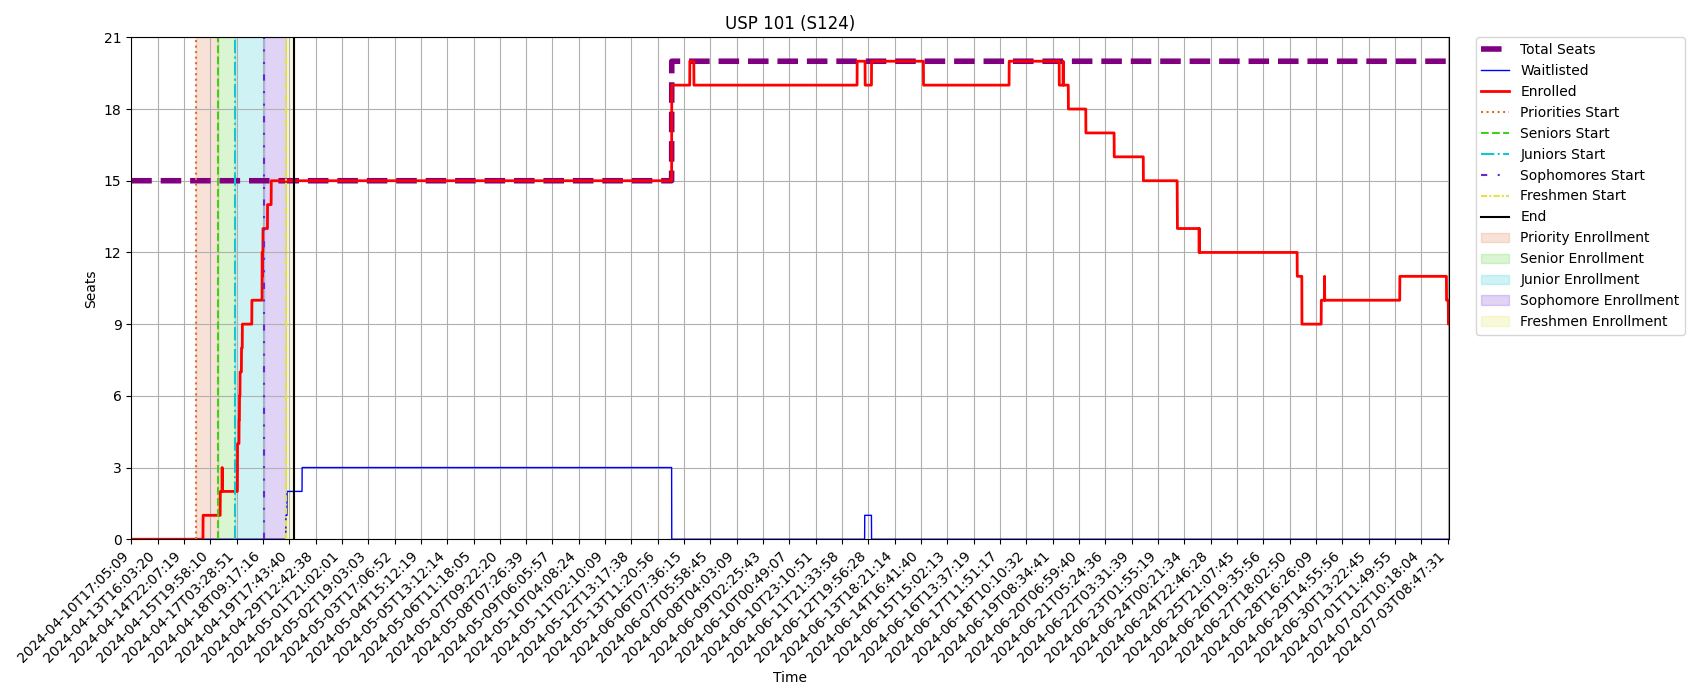 USP 101 (S124)
21
18
15
12
9
6
3
0
Seats
2024-04-10T17:05:09
2024-04-13T16:03:20
2024-04-14T22:07:19
2024-04-15T19:58:10
2024-04-17T03:28:51
2024-04-18T09:17:16
2024-04-19T17:43:40
2024-04-29T12:42:38
2024-05-01T21:02:01
2024-05-02T19:03:03
2024-05-03T17:06:52
2024-05-04T15:12:19
2024-05-05T13:12:14
2024-05-06T11:18:05
2024-05-07T09:22:20
2024-05-08T07:26:39
2024-05-09T06:05:57
2024-05-10T04:08:24
2024-05-11T02:10:09
2024-05-12T13:17:38
2024-05-13T11:20:56
2024-06-06T07:36:15
2024-06-07T05:58:45
2024-06-08T04:03:09
2024-06-09T02:25:43
2024-06-10T00:49:07
2024-06-10T23:10:51
2024-06-11T21:33:58
2024-06-12T19:56:28
2024-06-13T18:21:14
2024-06-14T16:41:40
2024-06-15T15:02:13
2024-06-16T13:37:19
2024-06-17T11:51:17
2024-06-18T10:10:32
2024-06-19T08:34:41
2024-06-20T06:59:40
2024-06-21T05:24:36
2024-06-22T03:31:39
2024-06-23T01:55:19
2024-06-24T00:21:34
2024-06-24T22:46:28
2024-06-25T21:07:45
2024-06-26T19:35:56
2024-06-27T18:02:50
2024-06-28T16:26:09
2024-06-29T14:55:56
2024-06-30T13:22:45
2024-07-01T11:49:55
2024-07-02T10:18:04
2024-07-03T08:47:31
Time
Total Seats
Waitlisted
Enrolled
Priorities Start
Seniors Start
Juniors Start
Sophomores Start
Freshmen Start
End
Priority Enrollment
Senior Enrollment
Junior Enrollment
Sophomore Enrollment
Freshmen Enrollment